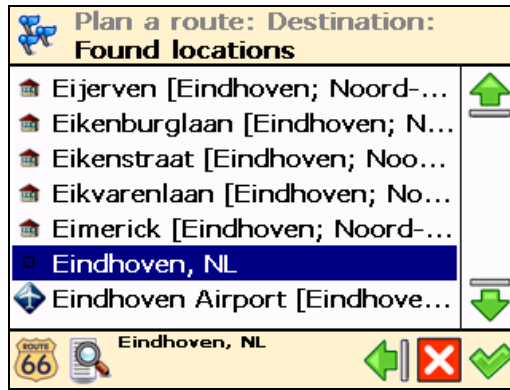 Plan a route: Destination:
Found locations
Eijerven [Eindhoven; Noord-...
Eikenburglaan [Eindhoven; N...
Eikenstraat [Eindhoven; Noo...
Eikvarenlaan [Eindhoven; No...
Eimerick [Eindhoven; Noord-...
Eindhoven, NL
Eindhoven Airport [Eindhove...
ROUTE
66
Eindhoven, NL